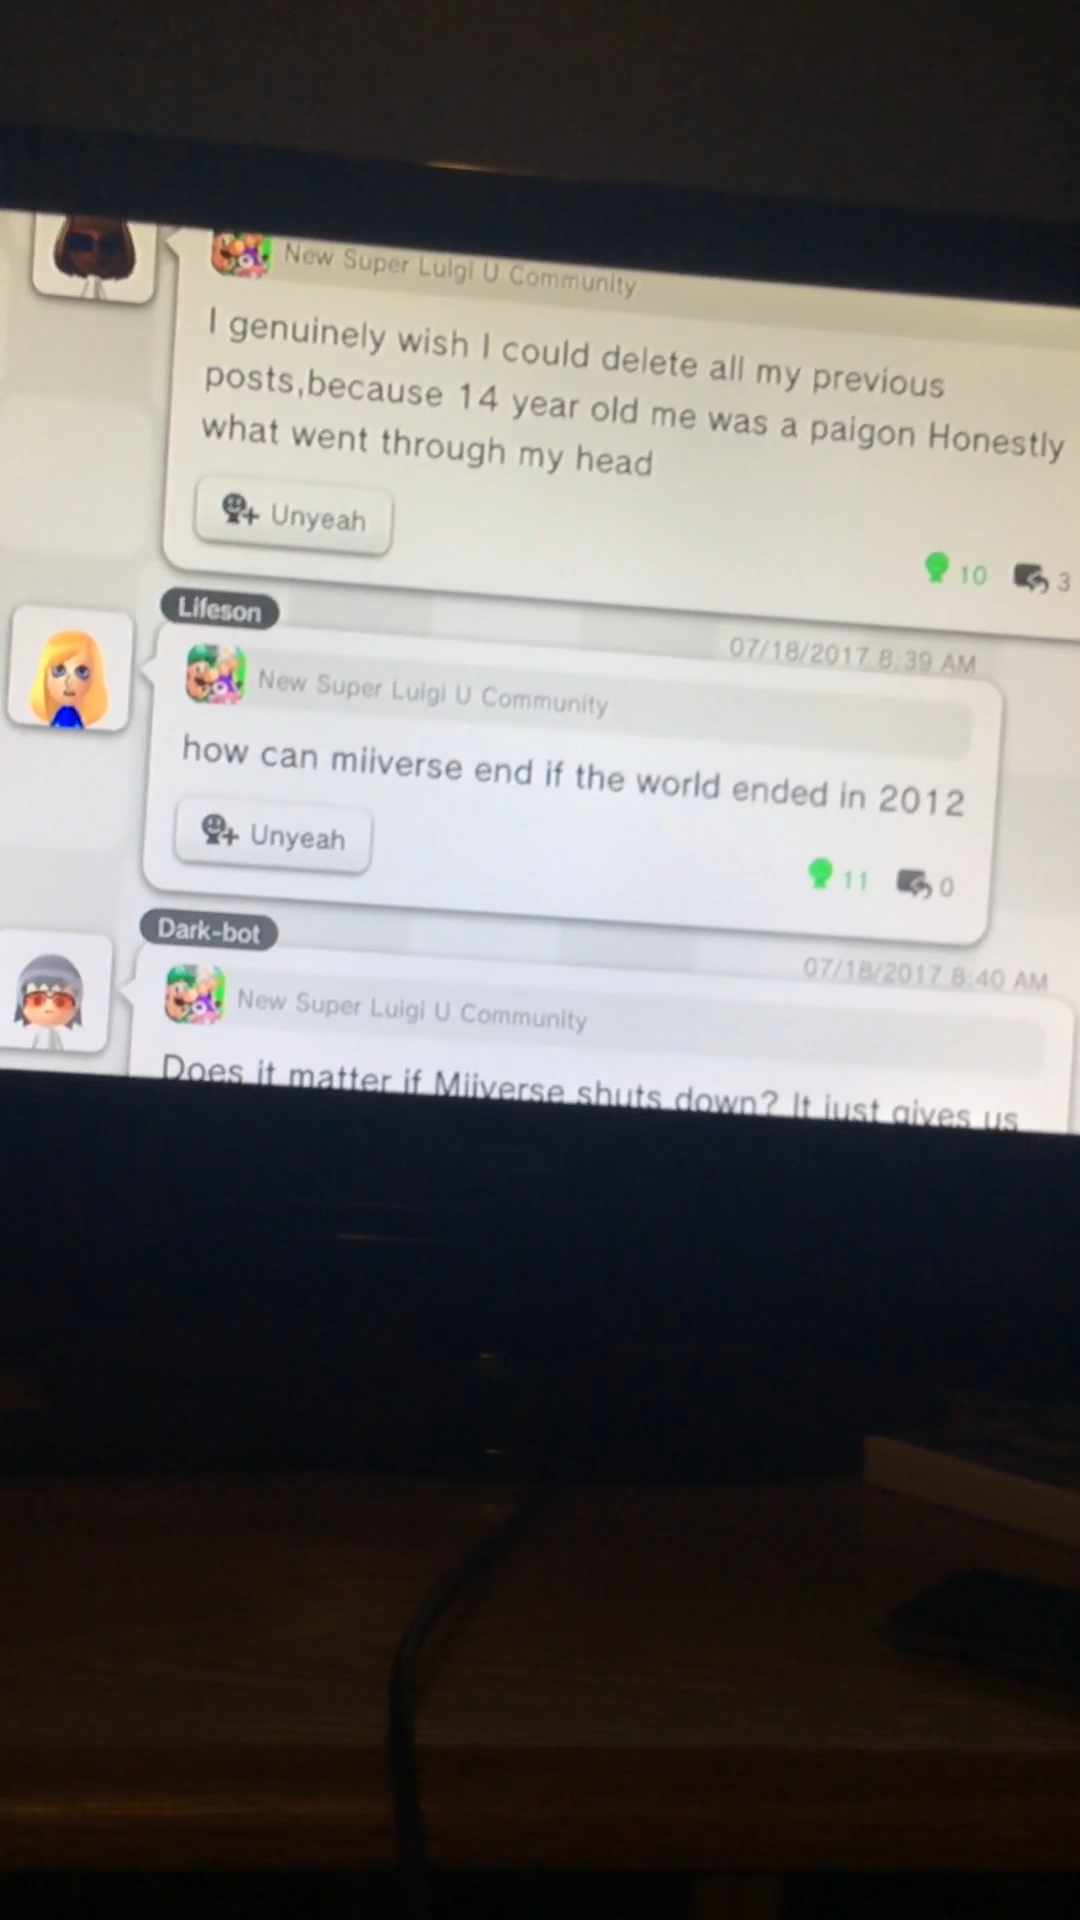 New Super Luigi U Community
I genuinely wish I could delete all my previous
posts,because 14 year old me was a paigon Honestly
what went through my head
Unyeah
10 3
Lifeson
07/18/2017 8:39 AM
New Super Luigi U Community
how can miiverse end if the world ended in 2012
Unyeah
11 0
Dark-bot
07/18/2017 8:40 AM
New Super Luigi U Community
Does it matter if Miiverse shuts down? It just gives us